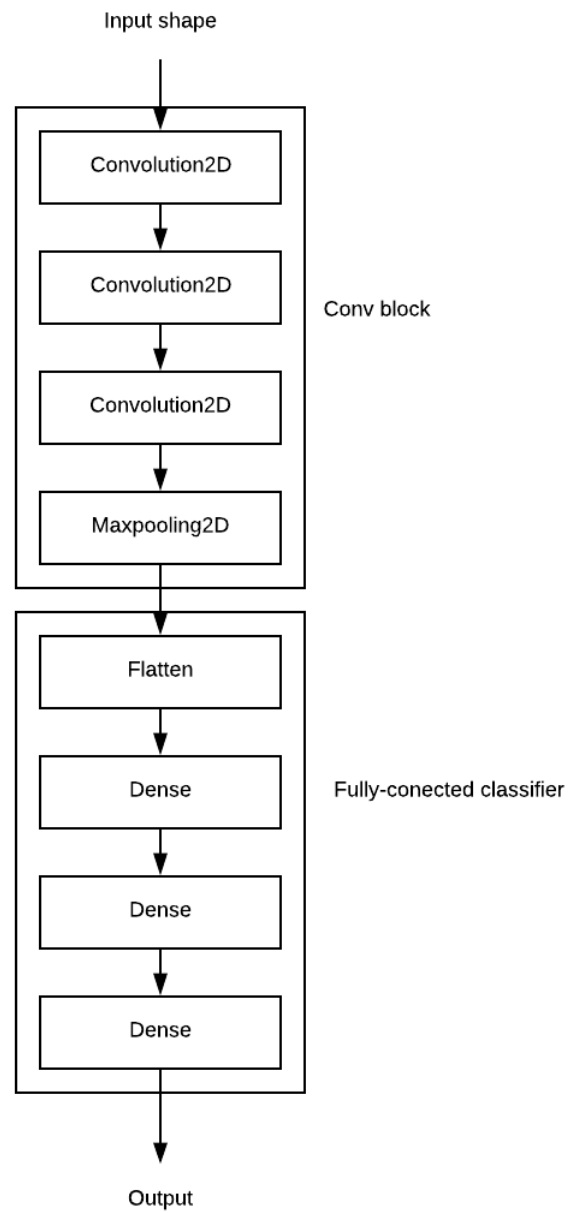 Input shape
Convolution2D
Convolution2D
Conv block
Convolution2D
Maxpooling2D
Flatten
Dense
Fully-conected classifier
Dense
Dense
Output